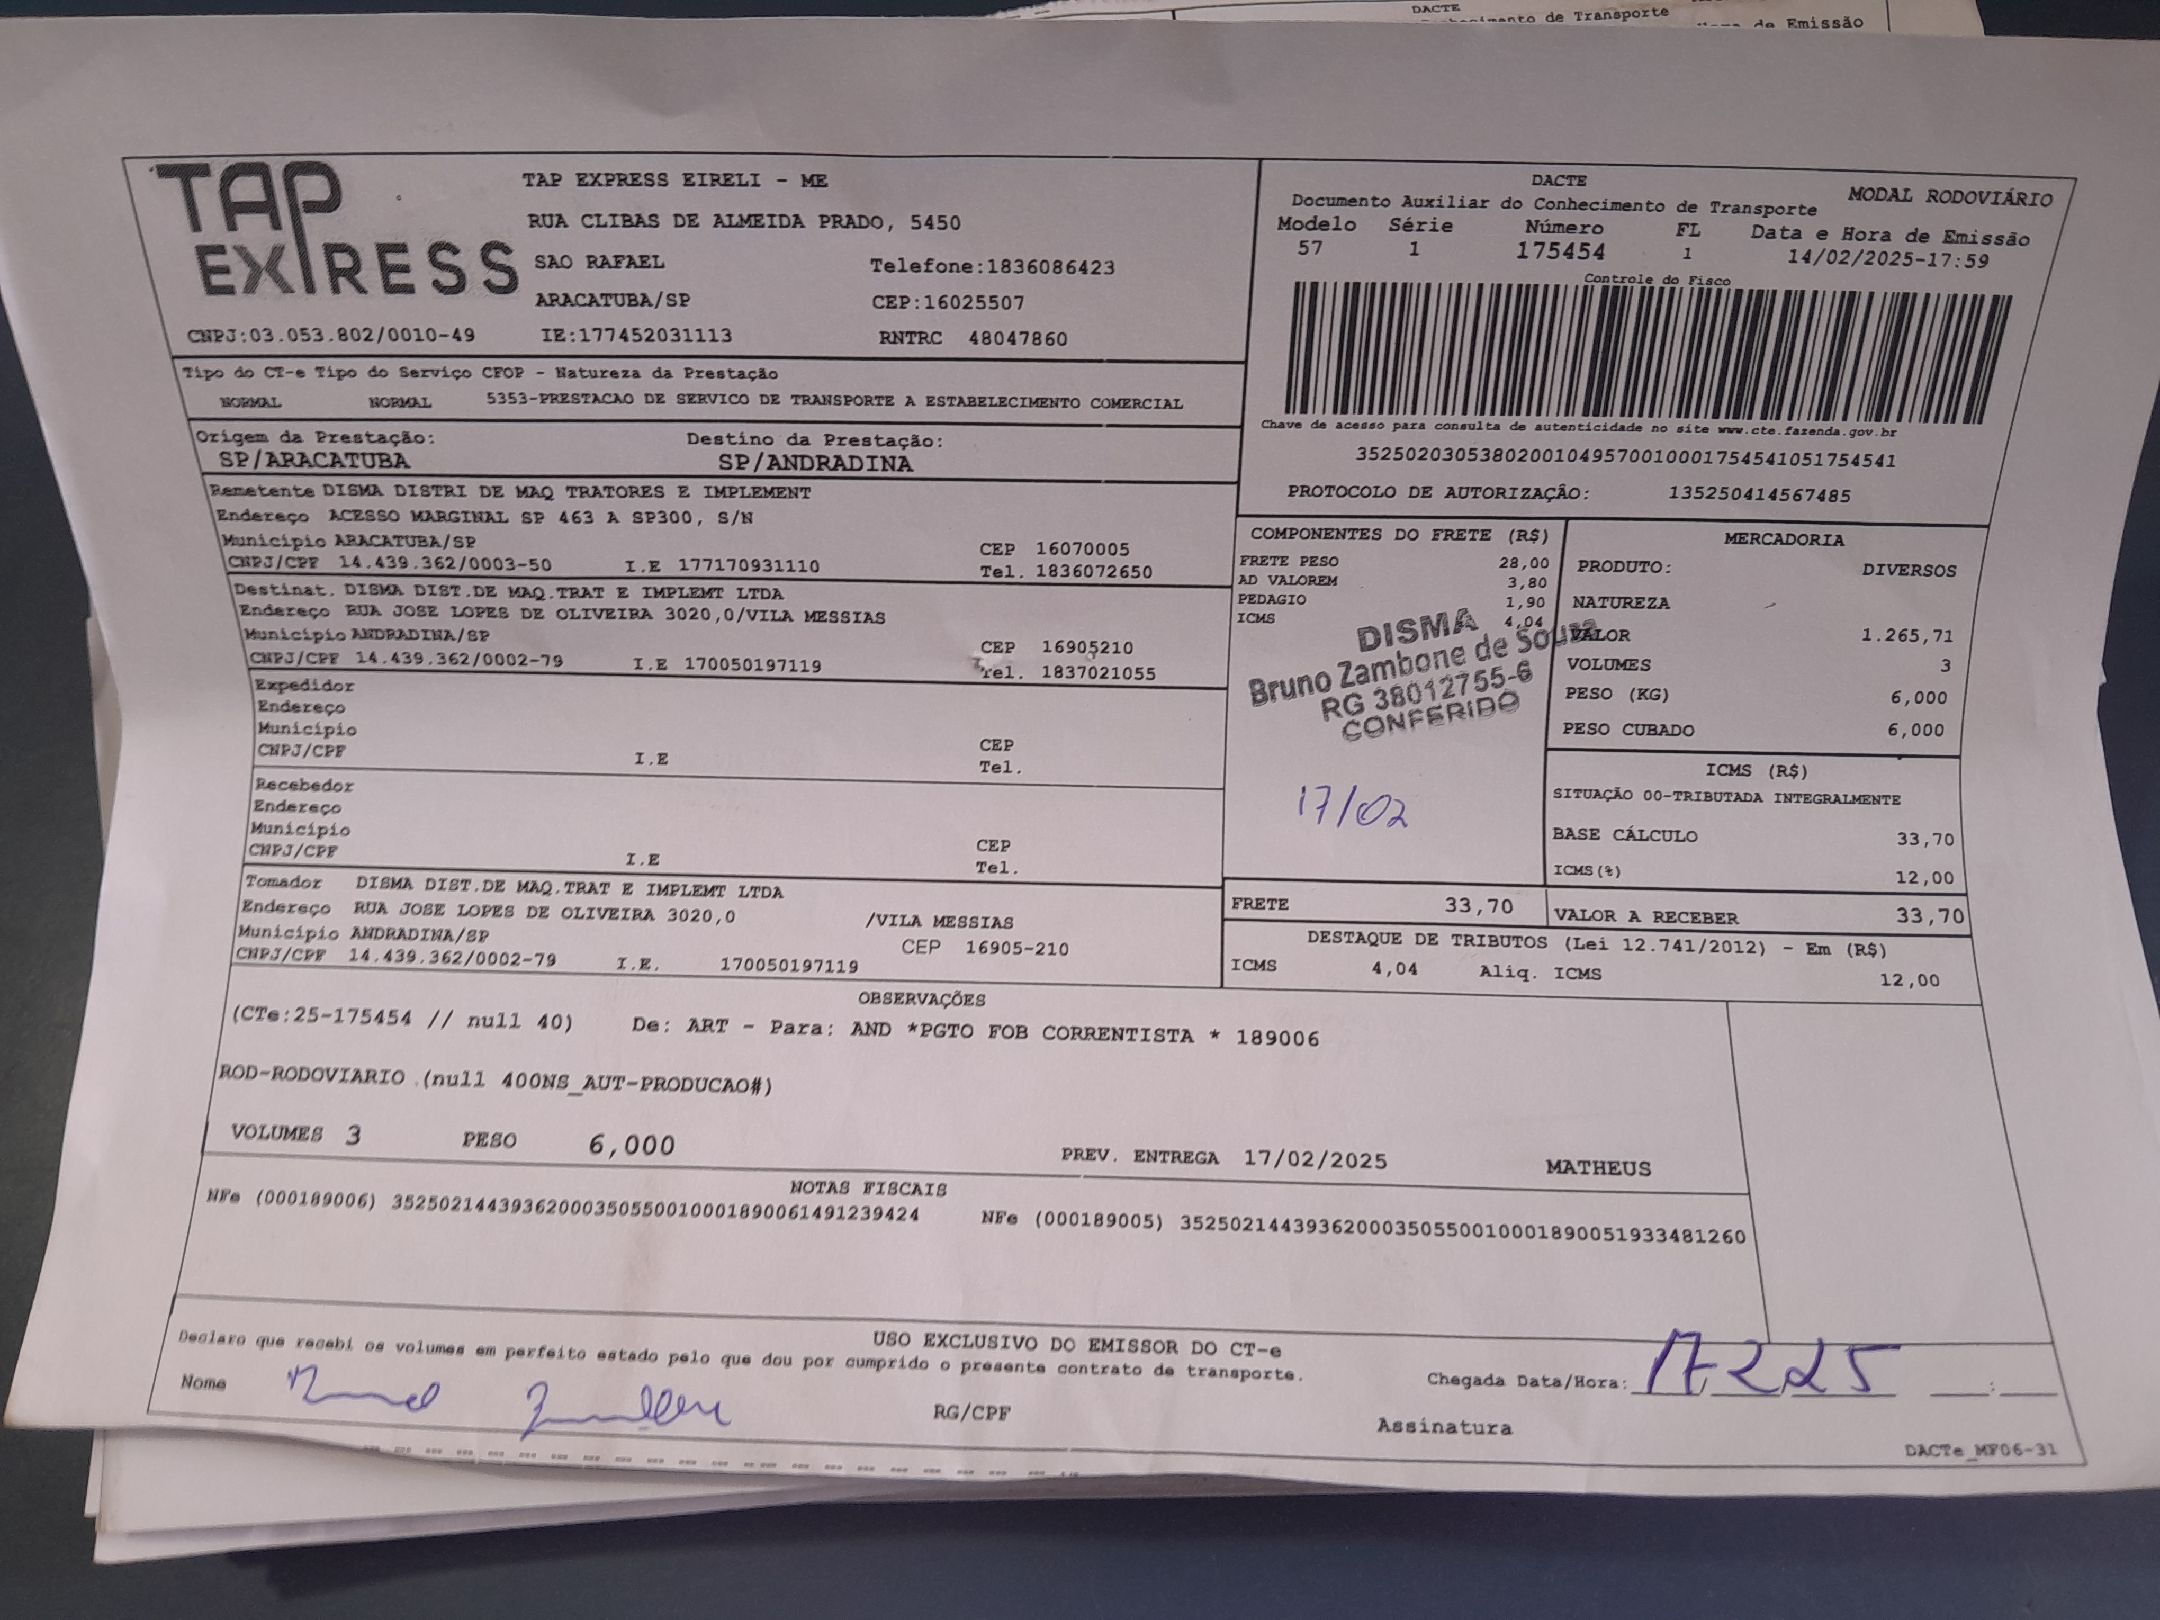 DACTE
de Transporte
de Emissão
TAP EXPRESS
TAP EXPRESS EIRELI - ME
RUA CLIBAS DE ALMEIDA PRADO, 5450
SAO RAFAEL Telefone:1836086423
ARACATUBA/SP CEP:16025507
CNPJ:03.053.802/0010-49 IE:177452031113 RNTRC 48047860
DACTE MODAL RODOVIÁRIO
Documento Auxiliar do Conhecimento de Transporte
Modelo Série Número FL Data e Hora de Emissão
57 1 175454 1 14/02/2025-17:59
Controle do Fisco
Chave de acesso para consulta de autenticidade no site www.cte.fazenda.gov.br
35250203053802001049570010001754541051754541
PROTOCOLO DE AUTORIZAÇÃO: 135250414567485
Tipo do CT-e Tipo do Serviço CFOP - Natureza da Prestação
NORMAL NORMAL 5353-PRESTACAO DE SERVICO DE TRANSPORTE A ESTABELECIMENTO COMERCIAL
Origem da Prestação: Destino da Prestação:
SP/ARACATUBA SP/ANDRADINA
Remetente DISMA DISTRI DE MAQ TRATORES E IMPLEMENT
Endereço ACESSO MARGINAL SP 463 A SP300, S/N
Município ARACATUBA/SP CEP 16070005
CNPJ/CPF 14.439.362/0003-50 I.E 177170931110 Tel. 1836072650
Destinat. DISMA DIST.DE MAQ.TRAT E IMPLEMT LTDA
Endereço RUA JOSE LOPES DE OLIVEIRA 3020,0/VILA MESSIAS
Município ANDRADINA/SP CEP 16905210
CNPJ/CPF 14.439.362/0002-79 I.E 170050197119 Tel. 1837021055
Expedidor
Endereço
Município CEP
CNPJ/CPF I.E Tel.
Recebedor
Endereço
Município CEP
CNPJ/CPF I.E Tel.
Tomador DISMA DIST.DE MAQ.TRAT E IMPLEMT LTDA
Endereço RUA JOSE LOPES DE OLIVEIRA 3020,0 /VILA MESSIAS
Município ANDRADINA/SP CEP 16905-210
CNPJ/CPF 14.439.362/0002-79 I.E. 170050197119
COMPONENTES DO FRETE (R$)
FRETE PESO 28,00
AD VALOREM 3,80
PEDAGIO 1,90
ICMS 4,04
DISMA
Bruno Zambone de Souza
RG 38012755-6
CONFERIDO
17/02
MERCADORIA
PRODUTO: DIVERSOS
NATUREZA
VALOR 1.265,71
VOLUMES 3
PESO (KG) 6,000
PESO CUBADO 6,000
ICMS (R$)
SITUAÇÃO 00-TRIBUTADA INTEGRALMENTE
BASE CÁLCULO 33,70
ICMS(%) 12,00
FRETE 33,70 VALOR A RECEBER 33,70
DESTAQUE DE TRIBUTOS (Lei 12.741/2012) - Em (R$)
ICMS 4,04 Aliq. ICMS 12,00
OBSERVAÇÕES
(CTe:25-175454 // null 40) De: ART - Para: AND *PGTO FOB CORRENTISTA * 189006
ROD-RODOVIARIO (null 400NS_AUT-PRODUCAO#)
VOLUMES 3 PESO 6,000 PREV. ENTREGA 17/02/2025 MATHEUS
NOTAS FISCAIS
NFe (000189006) 35250214439362000350550010001890061491239424 NFe (000189005) 35250214439362000350550010001890051933481260
USO EXCLUSIVO DO EMISSOR DO CT-e
Declaro que recebi os volumes em perfeito estado pelo que dou por cumprido o presente contrato de transporte.
Chegada Data/Hora: 17 2 25 :
Nome RG/CPF Assinatura
DACTe_MF06-31